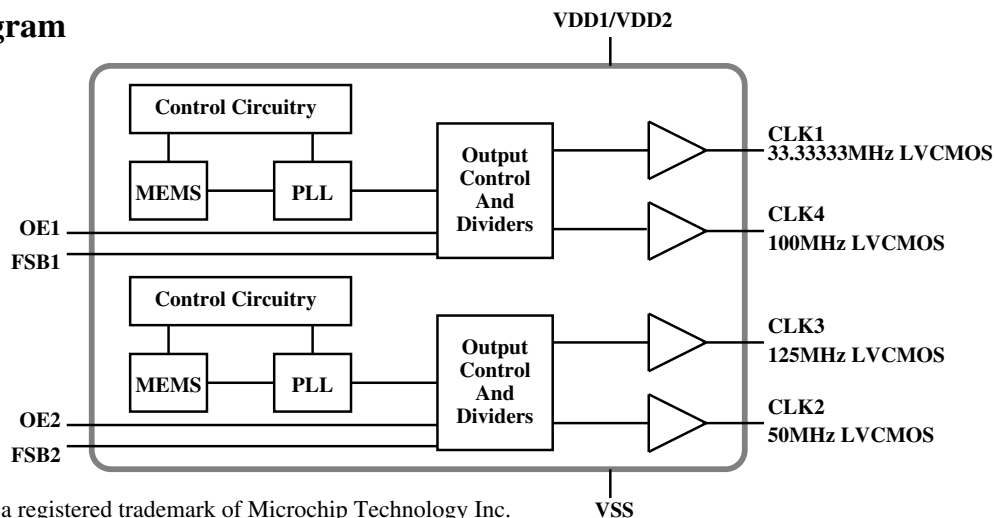 gram
VDD1/VDD2
Control Circuitry
MEMS
PLL
Output
Control
And
Dividers
CLK1
33.33333MHz LVCMOS
CLK4
100MHz LVCMOS
OE1
FSB1
Control Circuitry
MEMS
PLL
Output
Control
And
Dividers
CLK3
125MHz LVCMOS
CLK2
50MHz LVCMOS
OE2
FSB2
VSS
a registered trademark of Microchip Technology Inc.